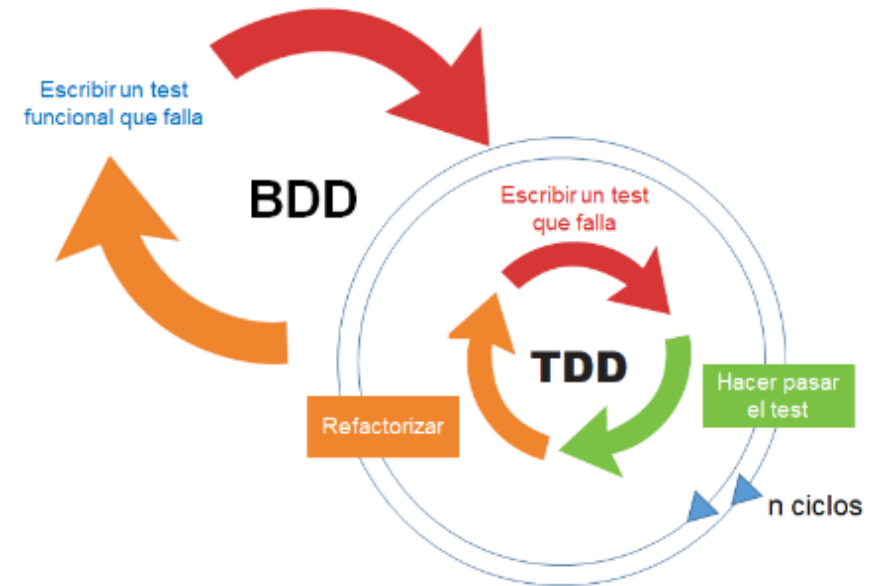 Escribir un test
funcional que falla
BDD
Escribir un test
que falla
TDD
Hacer pasar
el test
Refactorizar
n ciclos